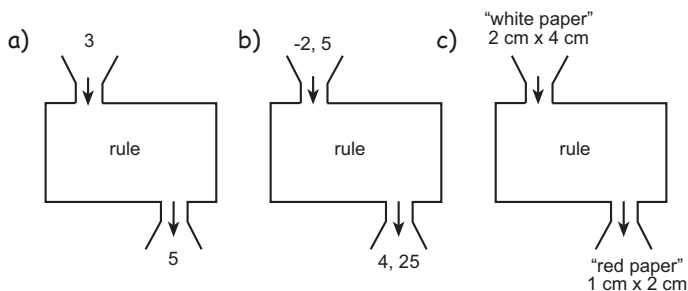 a)
3
rule
5
b)
-2, 5
rule
4, 25
c)
“white paper”
2 cm x 4 cm
rule
“red paper”
1 cm x 2 cm